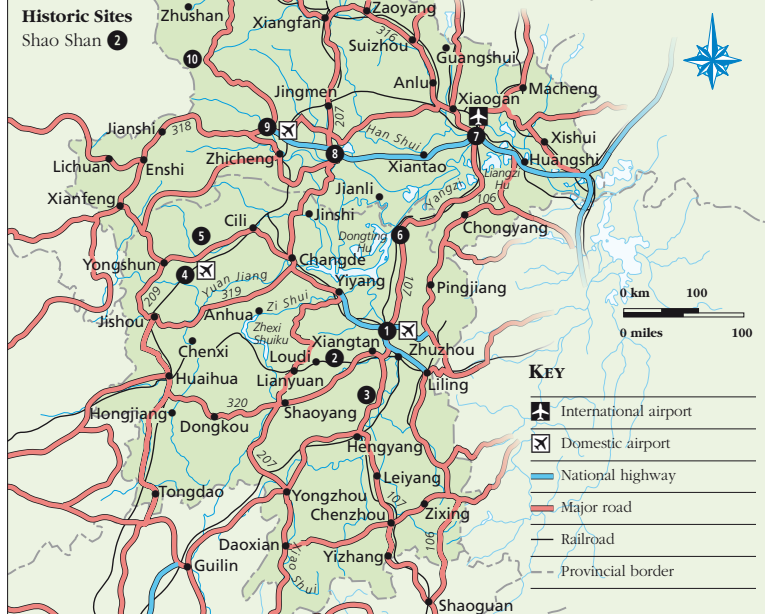 Historic Sites
Shao Shan 2
Zhushan
Xiangfan
Zaoyang
316
Suizhou
Guangshui
10
Anlu
Macheng
Jingmen
Xiaogan
207
Jianshi
318
9
Han Shui
7
Xishui
Lichuan
Enshi
Zhicheng
8
Xiantao
Huangshi
Liangzi
Hu
Jianli
Yangzi
106
Xianfeng
Cili
Jinshi
5
6
Chongyang
Dongting
Hu
Yongshun
Changde
4
Yuan Jiang
Yiyang
107
Pingjiang
209
319
Zi Shui
0 km 100
Anhua
Jishou
Zhexi
Shuiku
1
0 miles 100
Chenxi
Xiangtan
Zhuzhou
Loudi
2
KEY
Huaihua
Lianyuan
Liling
3
International airport
320
Hongjiang
Dongkou
Shaoyang
Domestic airport
Hengyang
207
National highway
Leiyang
Tongdao
Yongzhou
107
Major road
Chenzhou
Zixing
Railroad
Daoxian
106
Xiao
Shui
Yizhang
Guilin
Provincial border
Shaoguan